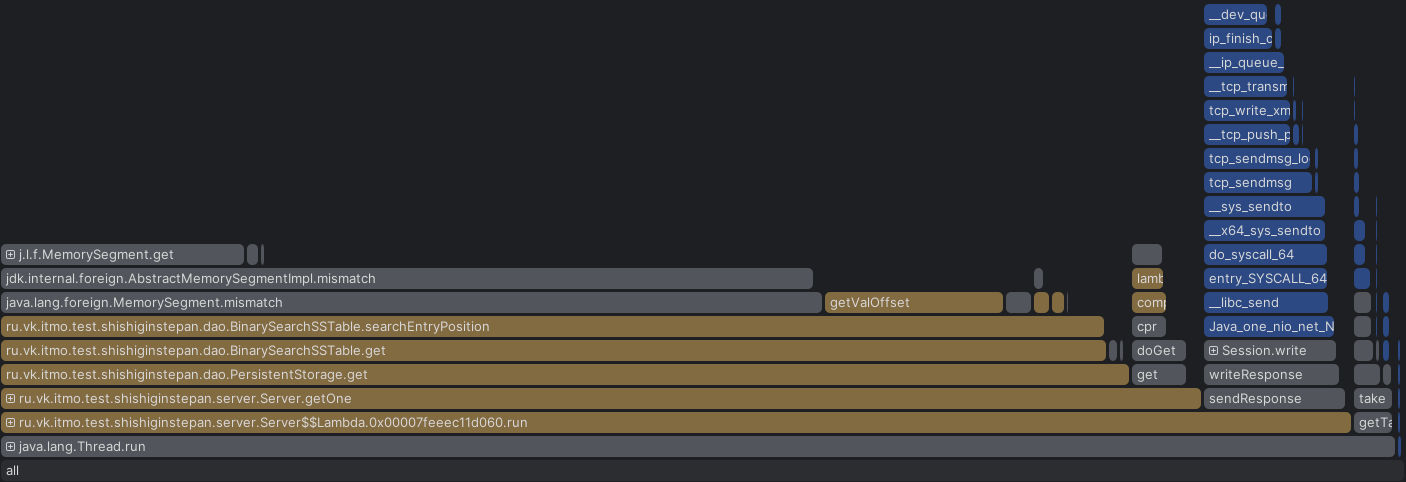 __dev_qu
ip_finish_c
__ip_queue_
__tcp_transm
tcp_write_xm
__tcp_push_p
tcp_sendmsg_lo
tcp_sendmsg
__sys_sendto
__x64_sys_sendto
j.l.f.MemorySegment.get do_syscall_64
jdk.internal.foreign.AbstractMemorySegmentImpl.mismatch lamb entry_SYSCALL_64
java.lang.foreign.MemorySegment.mismatch getValOffset comp __libc_send
ru.vk.itmo.test.shishiginstepan.dao.BinarySearchSSTable.searchEntryPosition cpr Java_one_nio_net_N
ru.vk.itmo.test.shishiginstepan.dao.BinarySearchSSTable.get doGet Session.write
ru.vk.itmo.test.shishiginstepan.dao.PersistentStorage.get get writeResponse
ru.vk.itmo.test.shishiginstepan.server.Server.getOne sendResponse take
ru.vk.itmo.test.shishiginstepan.server.Server$$Lambda.0x00007feeec11d060.run getTa
java.lang.Thread.run
all